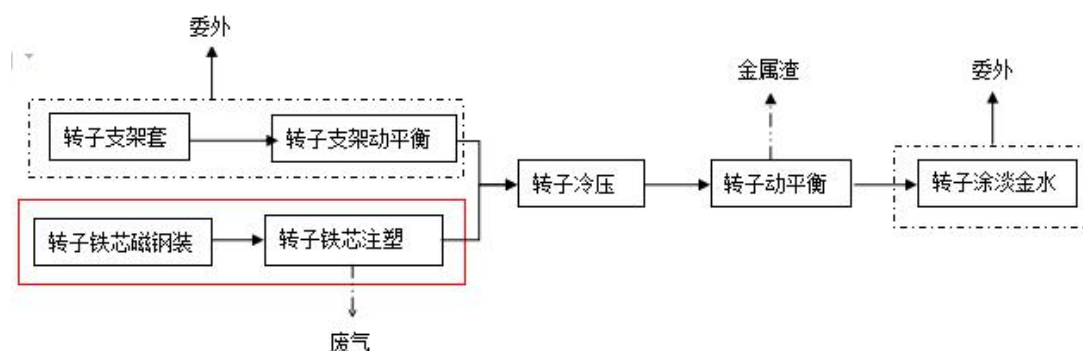 委外
金属渣
委外
转子支架套
转子支架动平衡
转子冷压
转子动平衡
转子涂淡金水
转子铁芯磁钢装
转子铁芯注塑
废气